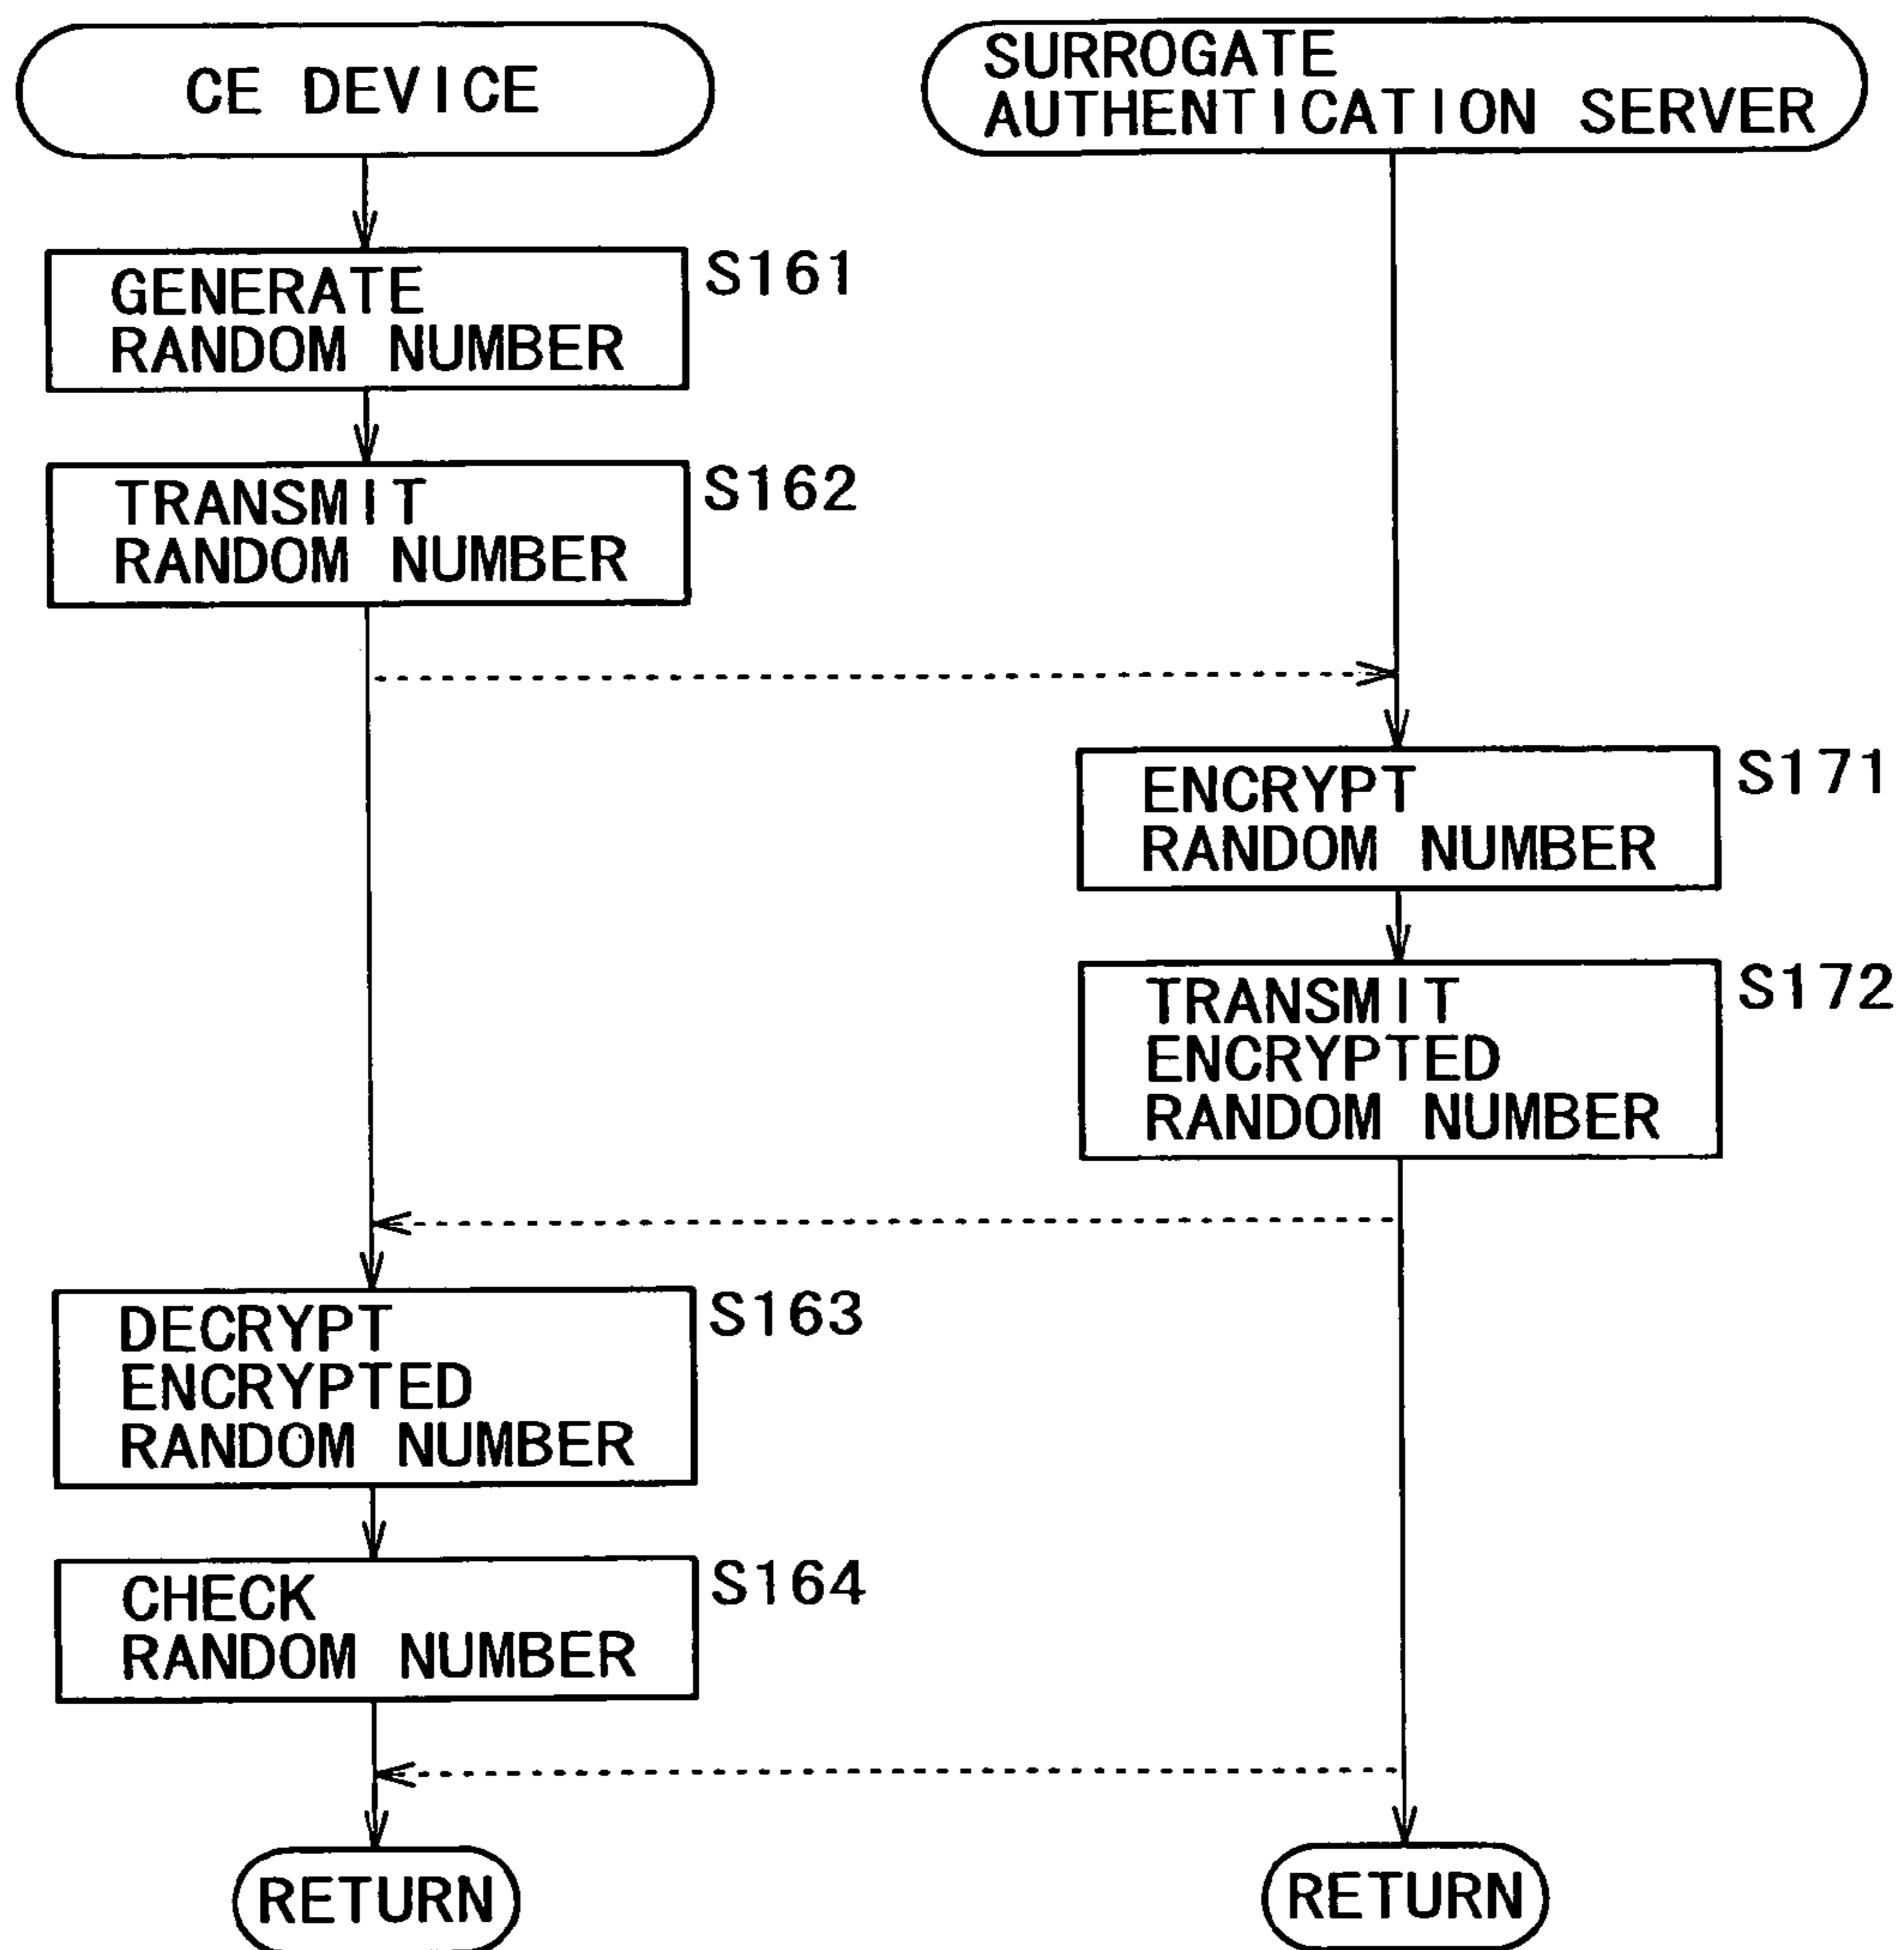 CE DEVICE
SURROGATE
AUTHENTICATION SERVER
GENERATE
RANDOM NUMBER
S161
TRANSMIT
RANDOM NUMBER
S162
ENCRYPT
RANDOM NUMBER
S171
TRANSMIT
ENCRYPTED
RANDOM NUMBER
S172
DECRYPT
ENCRYPTED
RANDOM NUMBER
S163
CHECK
RANDOM NUMBER
S164
RETURN
RETURN